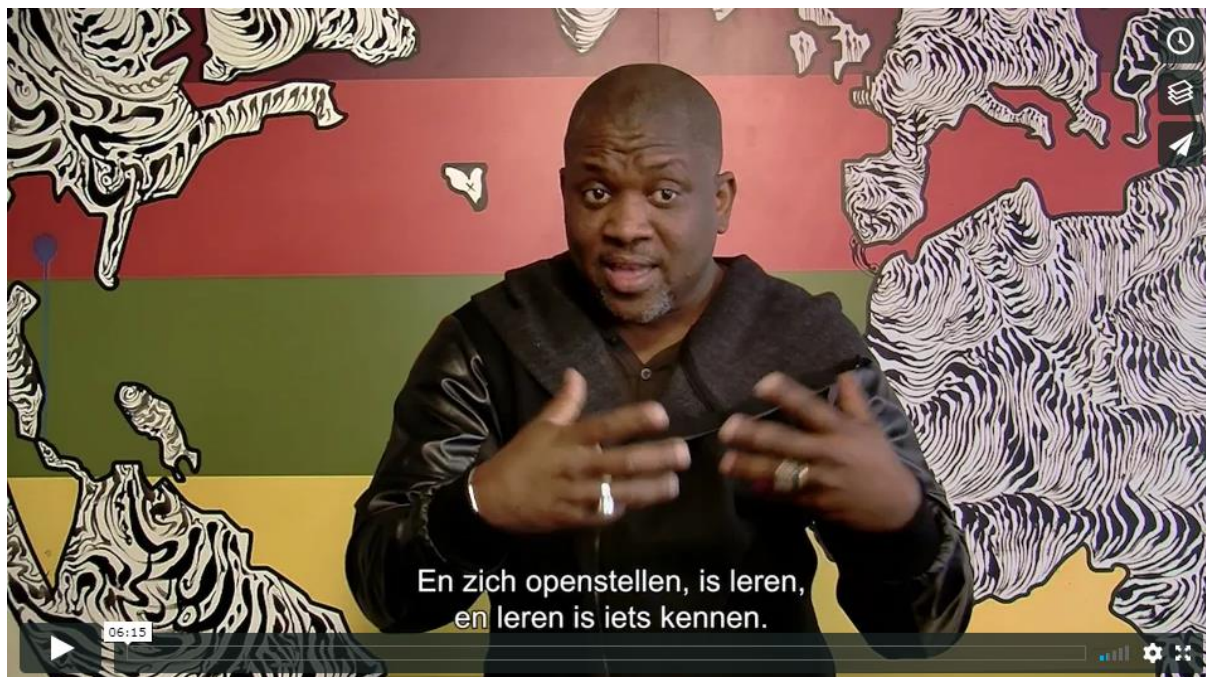 En zich openstellen, is leren,
en leren is iets kennen.
06:15